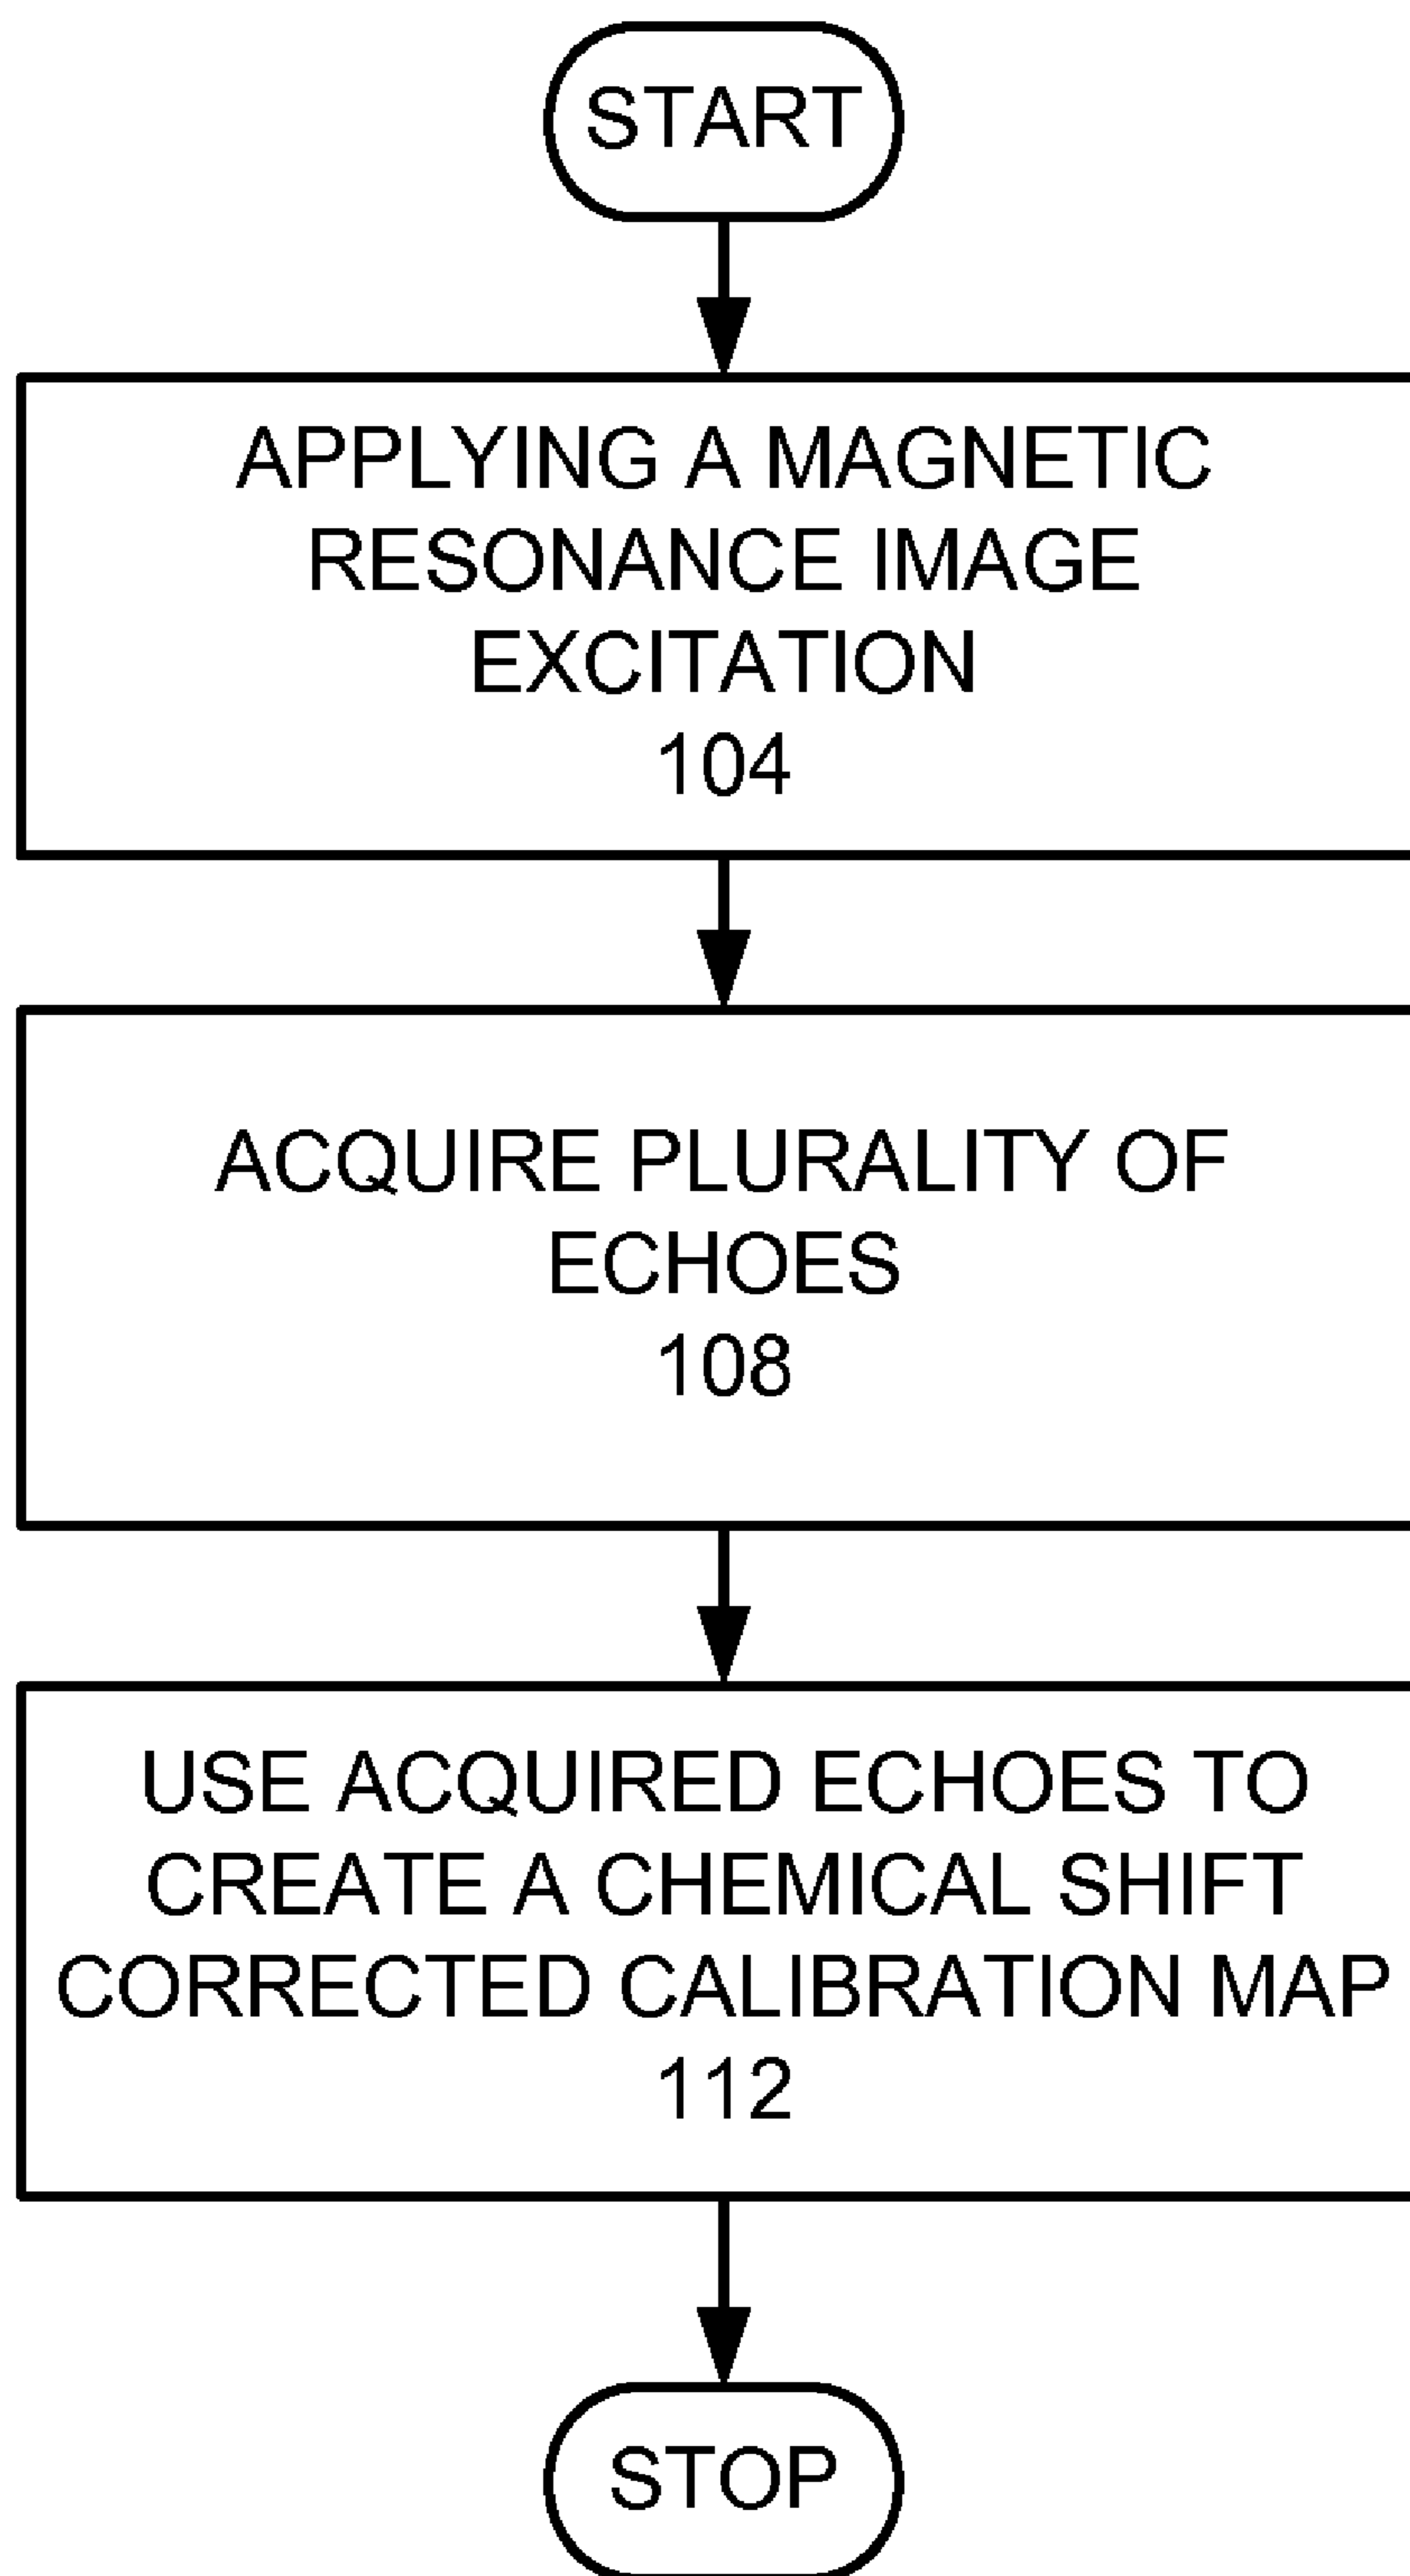 START
APPLYING A MAGNETIC
RESONANCE IMAGE
EXCITATION
104
ACQUIRE PLURALITY OF
ECHOES
108
USE ACQUIRED ECHOES TO
CREATE A CHEMICAL SHIFT
CORRECTED CALIBRATION MAP
112
STOP